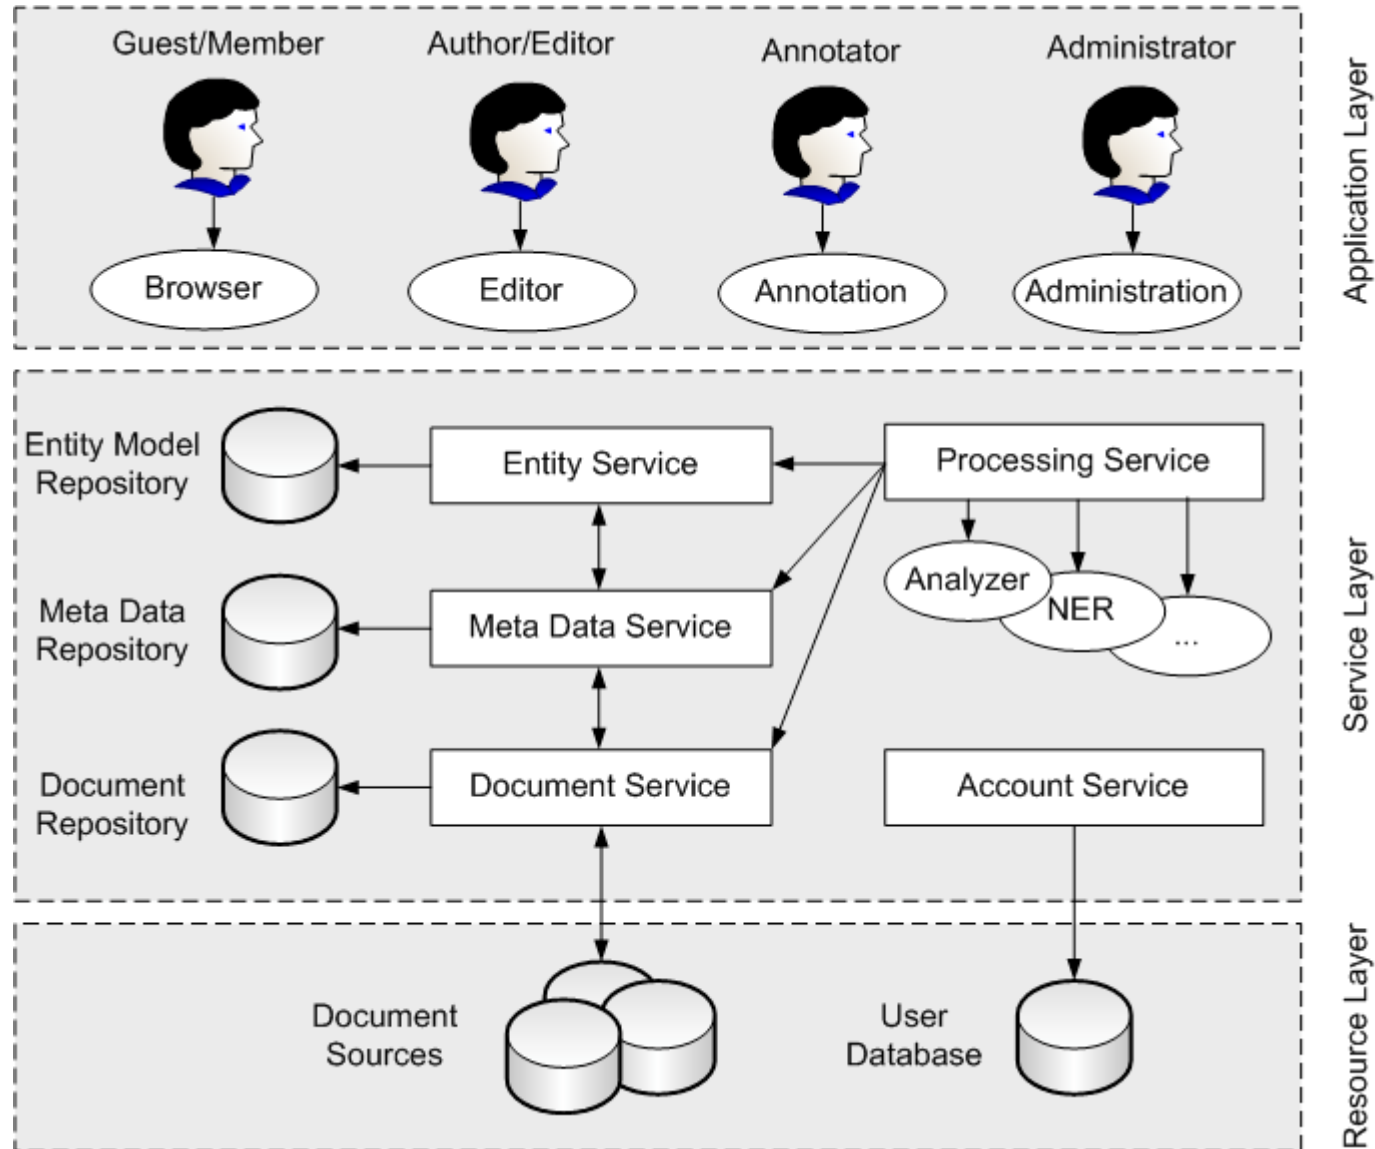 Guest/Member
Author/Editor
Annotator
Administrator
Browser
Editor
Annotation
Administration
Application Layer
Entity Model
Repository
Entity Service
Processing Service
Analyzer
NER
...
Meta Data
Repository
Meta Data Service
Document
Repository
Document Service
Account Service
Service Layer
Document
Sources
User
Database
Resource Layer